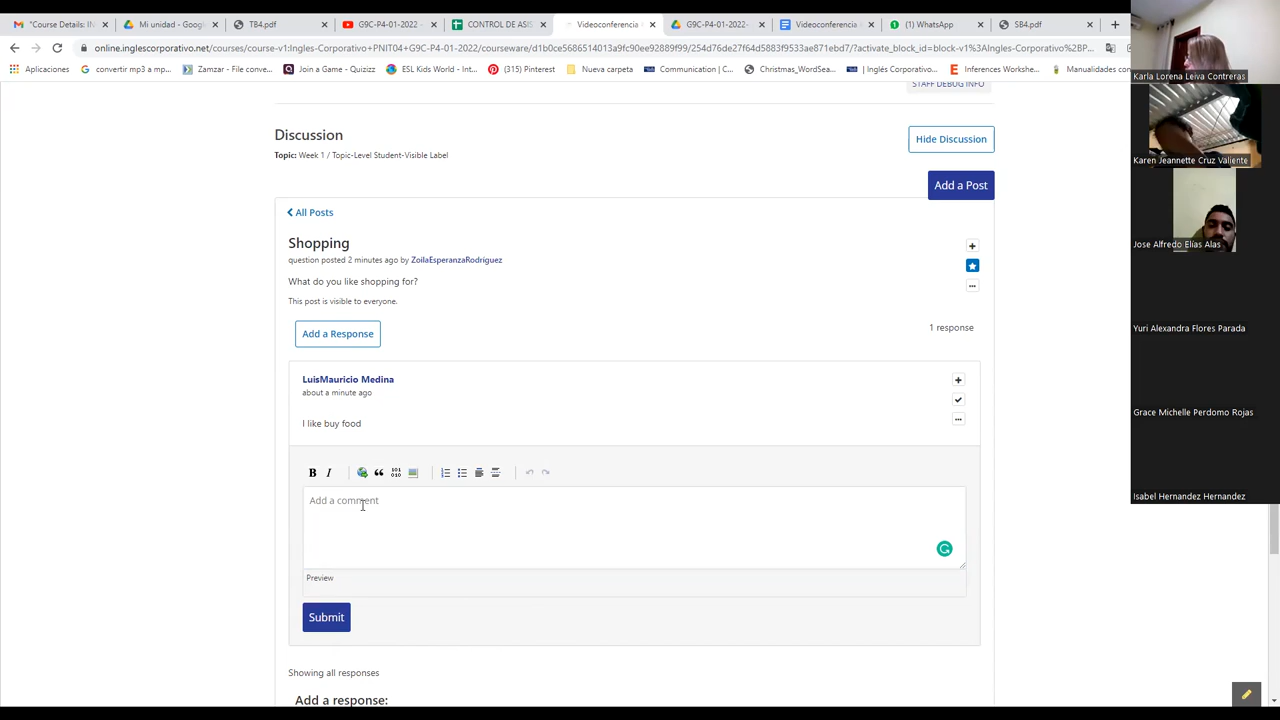 "Course Details: IN
Mi unidad - Googl
TB4.pdf
G9C-P4-01-2022
CONTROL DE ASIS
Videoconferencia
G9C-P4-01-2022-
Videoconferencia
(1) WhatsApp
SB4.pdf
online.inglescorporativo.net/courses/course-v1:Ingles-Corporativo+PNIT04+G9C-P4-01-2022/courseware/d1b0ce5686514013a9fc90ee92889f99/254d76de27f64d5883f9533ae871ebd7/?activate_block_id=block-v1%3AIngles-Corporativo%2BP...
Aplicaciones
convertir mp3 a mp...
Zamzar - File conve...
Join a Game - Quizizz
ESL Kids World - Int...
(315) Pinterest
Nueva carpeta
Communication | C...
Christmas_WordSea...
| Inglés Corporativo...
Inferences Workshe...
Manualidades co
STAFF DEBUG INFO
Discussion
Hide Discussion
Topic: Week 1 / Topic-Level Student-Visible Label
Add a Post
All Posts
Shopping
question posted 2 minutes ago by ZoilaEsperanzaRodríguez
What do you like shopping for?
This post is visible to everyone.
Add a Response
1 response
LuisMauricio Medina
about a minute ago
I like buy food
B I
Add a comment
Preview
Submit
Showing all responses
Add a response:
Karla Lorena Leiva Contreras
Karen Jeannette Cruz Valiente
Jose Alfredo Elías Alas
Yuri Alexandra Flores Parada
Grace Michelle Perdomo Rojas
Isabel Hernandez Hernandez